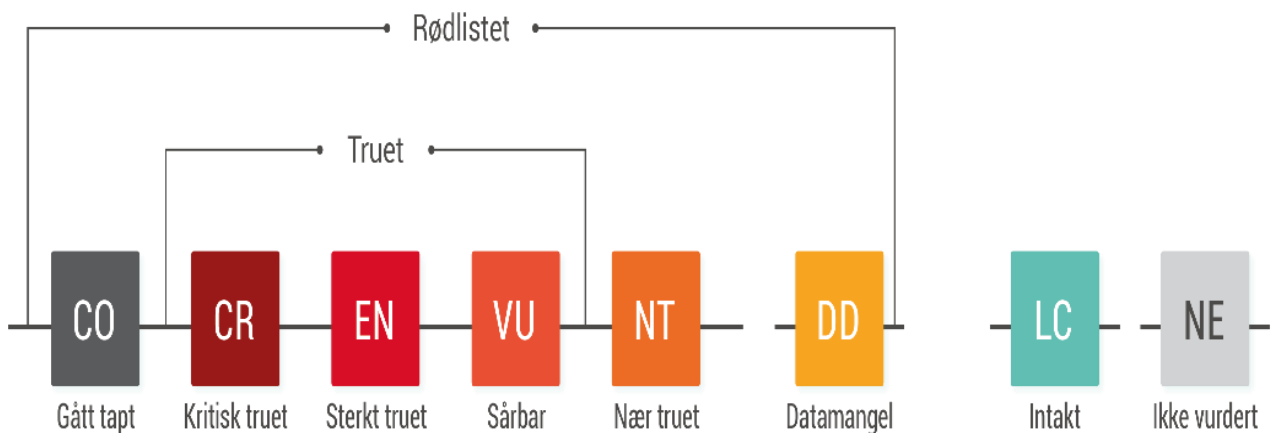 Rødlistet
Truet
CO CR EN VU NT DD LC NE
Gått tapt Kritisk truet Sterkt truet Sårbar Nær truet Datamangel Intakt Ikke vurdert